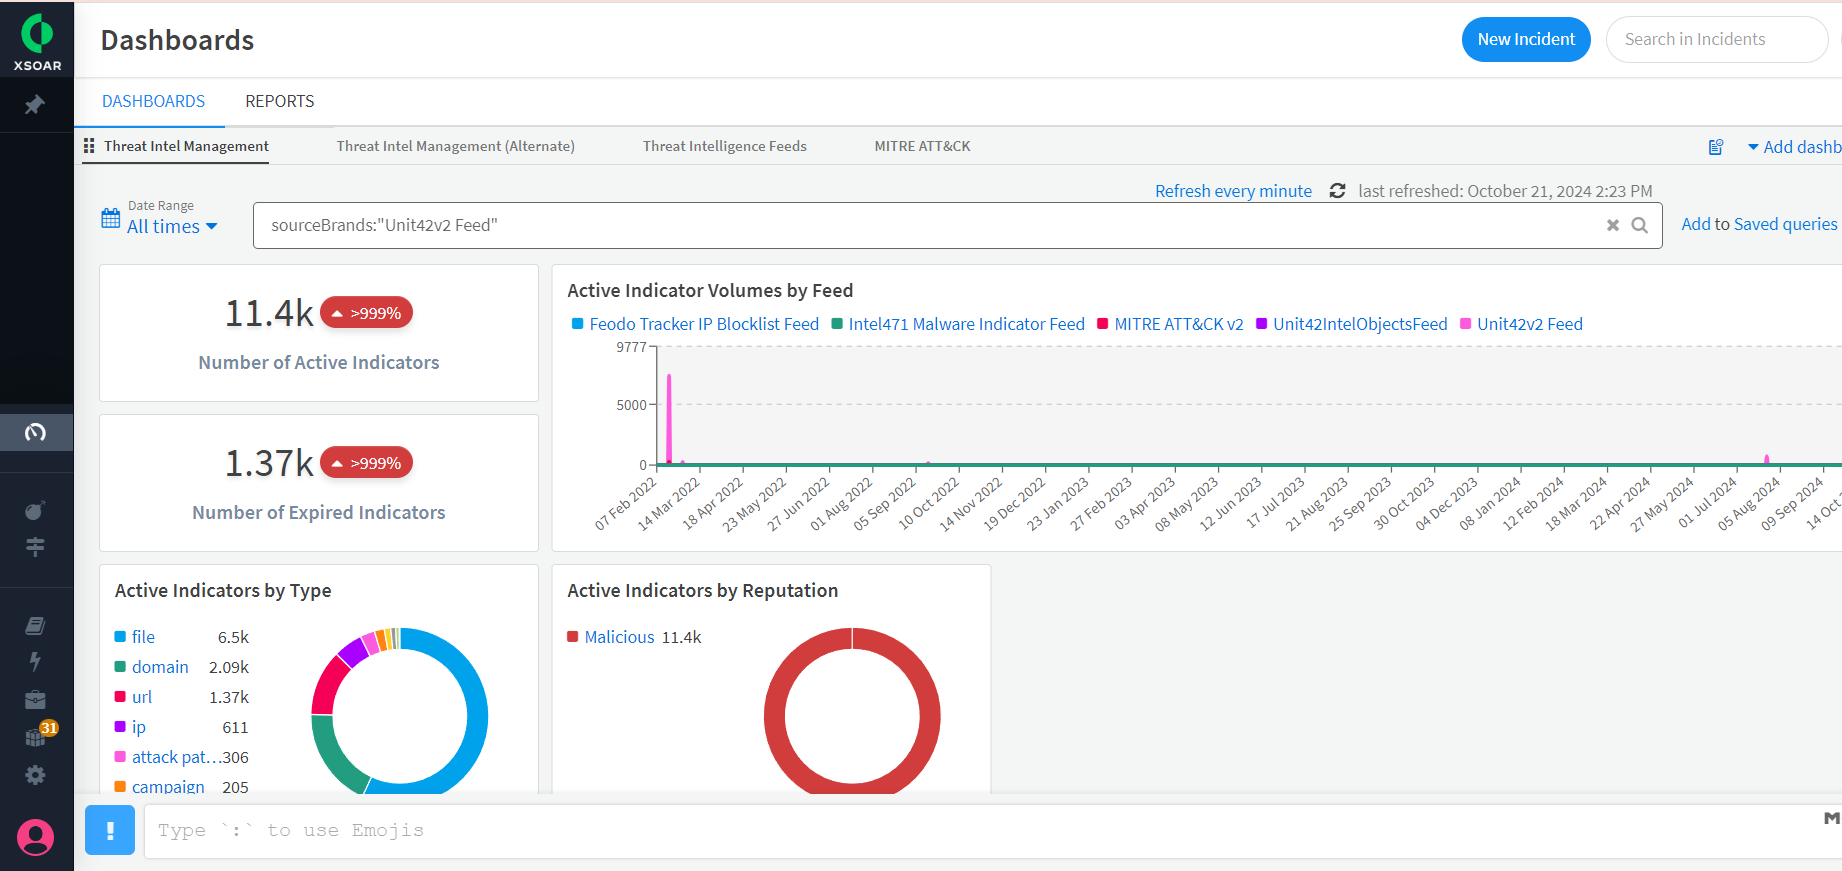 XSOAR
Dashboards
New Incident
Search in Incidents
DASHBOARDS REPORTS
Threat Intel Management
Threat Intel Management (Alternate)
Threat Intelligence Feeds
MITRE ATT&CK
Add dashb
Refresh every minute
last refreshed: October 21, 2024 2:23 PM
Date Range
All times
sourceBrands:"Unit42v2 Feed"
Add to Saved queries
11.4k >999%
Number of Active Indicators
1.37k >999%
Number of Expired Indicators
Active Indicator Volumes by Feed
Feodo Tracker IP Blocklist Feed
Intel471 Malware Indicator Feed
MITRE ATT&CK v2
Unit42IntelObjectsFeed
Unit42v2 Feed
9777
5000
0
07 Feb 2022
14 Mar 2022
18 Apr 2022
23 May 2022
27 Jun 2022
01 Aug 2022
05 Sep 2022
10 Oct 2022
14 Nov 2022
19 Dec 2022
23 Jan 2023
27 Feb 2023
03 Apr 2023
08 May 2023
12 Jun 2023
17 Jul 2023
21 Aug 2023
25 Sep 2023
30 Oct 2023
04 Dec 2023
08 Jan 2024
12 Feb 2024
18 Mar 2024
22 Apr 2024
27 May 2024
01 Jul 2024
05 Aug 2024
09 Sep 2024
14 Oct
Active Indicators by Type
file 6.5k
domain 2.09k
url 1.37k
ip 611
attack pat... 306
campaign 205
Active Indicators by Reputation
Malicious 11.4k
31
!
Type `:` to use Emojis
M